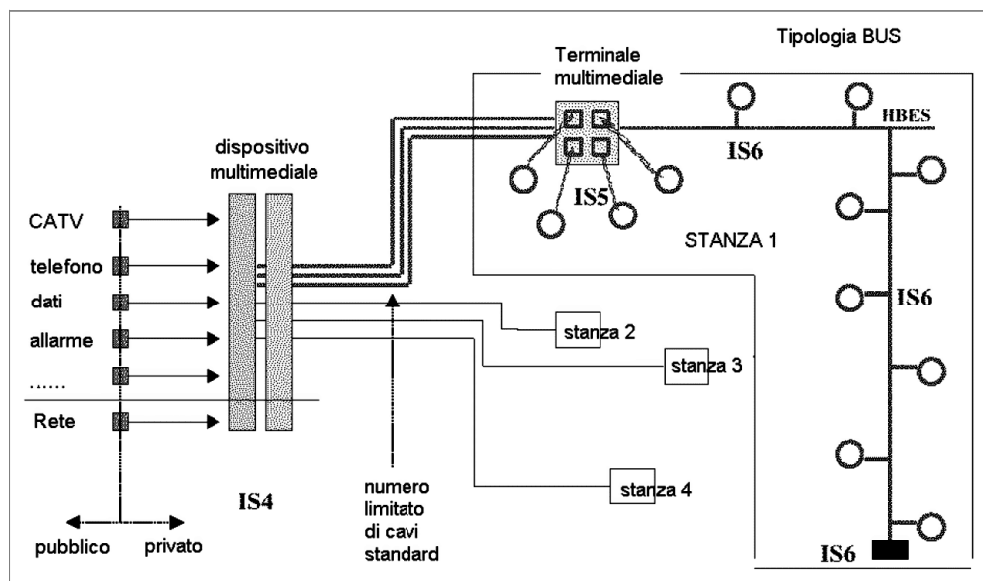 Tipologia BUS
Terminale
multimediale
HBES
dispositivo
multimediale
IS6
IS5
CATV
STANZA 1
telefono
dati
IS6
allarme
stanza 2
stanza 3
......
Rete
stanza 4
IS4
numero
limitato
di cavi
standard
pubblico
privato
IS6